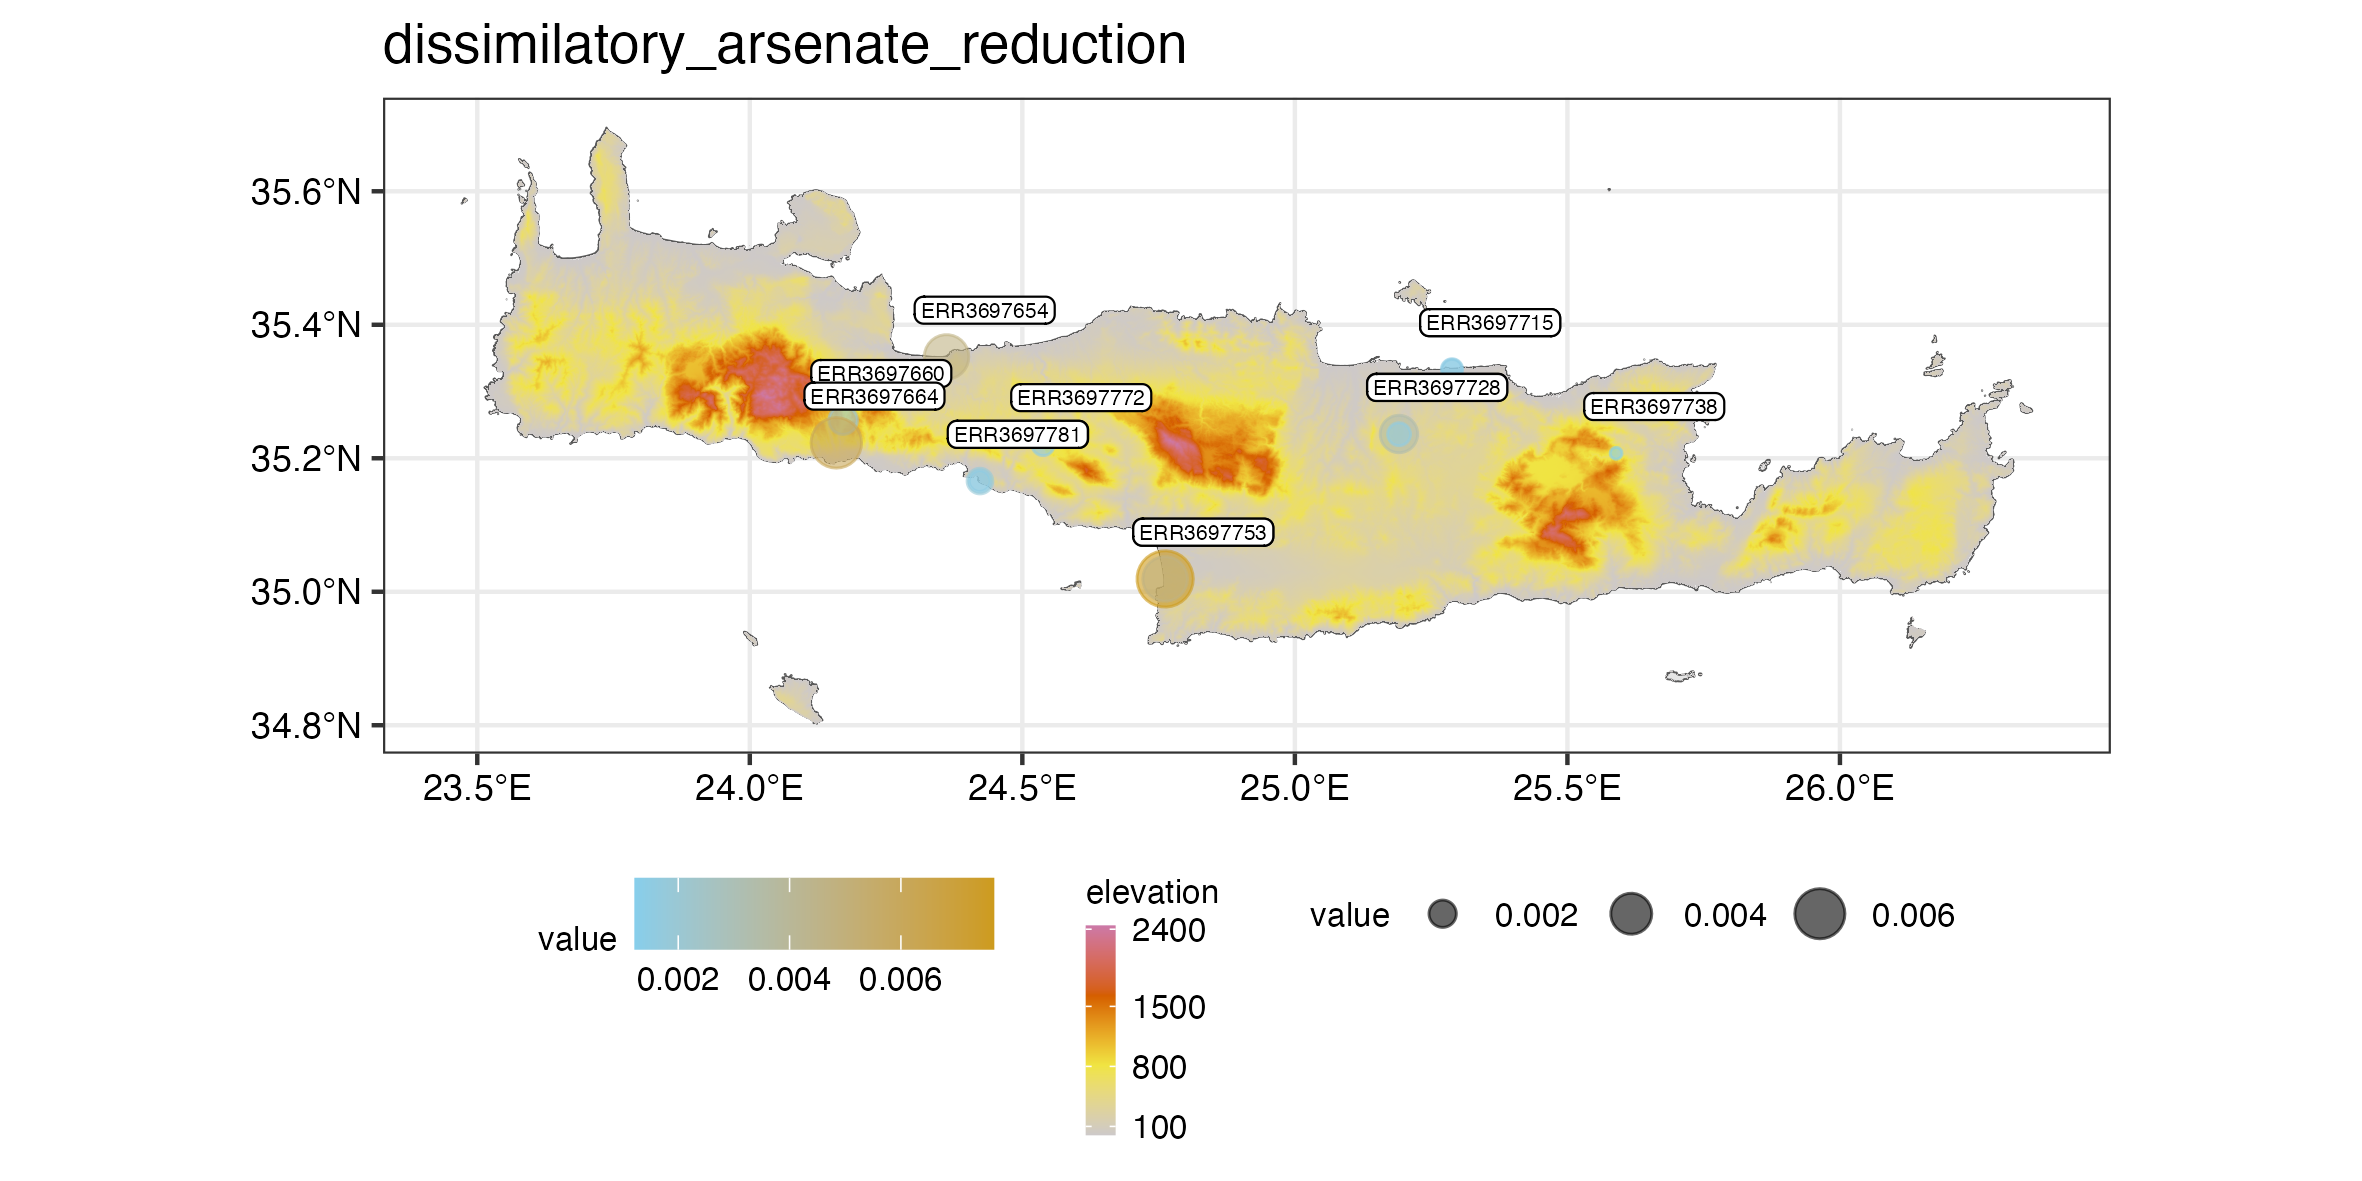 dissimilatory_arsenate_reduction
35.6°N
35.4°N
35.2°N
35.0°N
34.8°N
ERR3697654
ERR3697715
ERR3697660
ERR3697664
ERR3697772
ERR3697728
ERR3697738
ERR3697781
ERR3697753
23.5°E
24.0°E
24.5°E
25.0°E
25.5°E
26.0°E
value
0.002
0.004
0.006
elevation
2400
1500
800
100
value
0.002
0.004
0.006